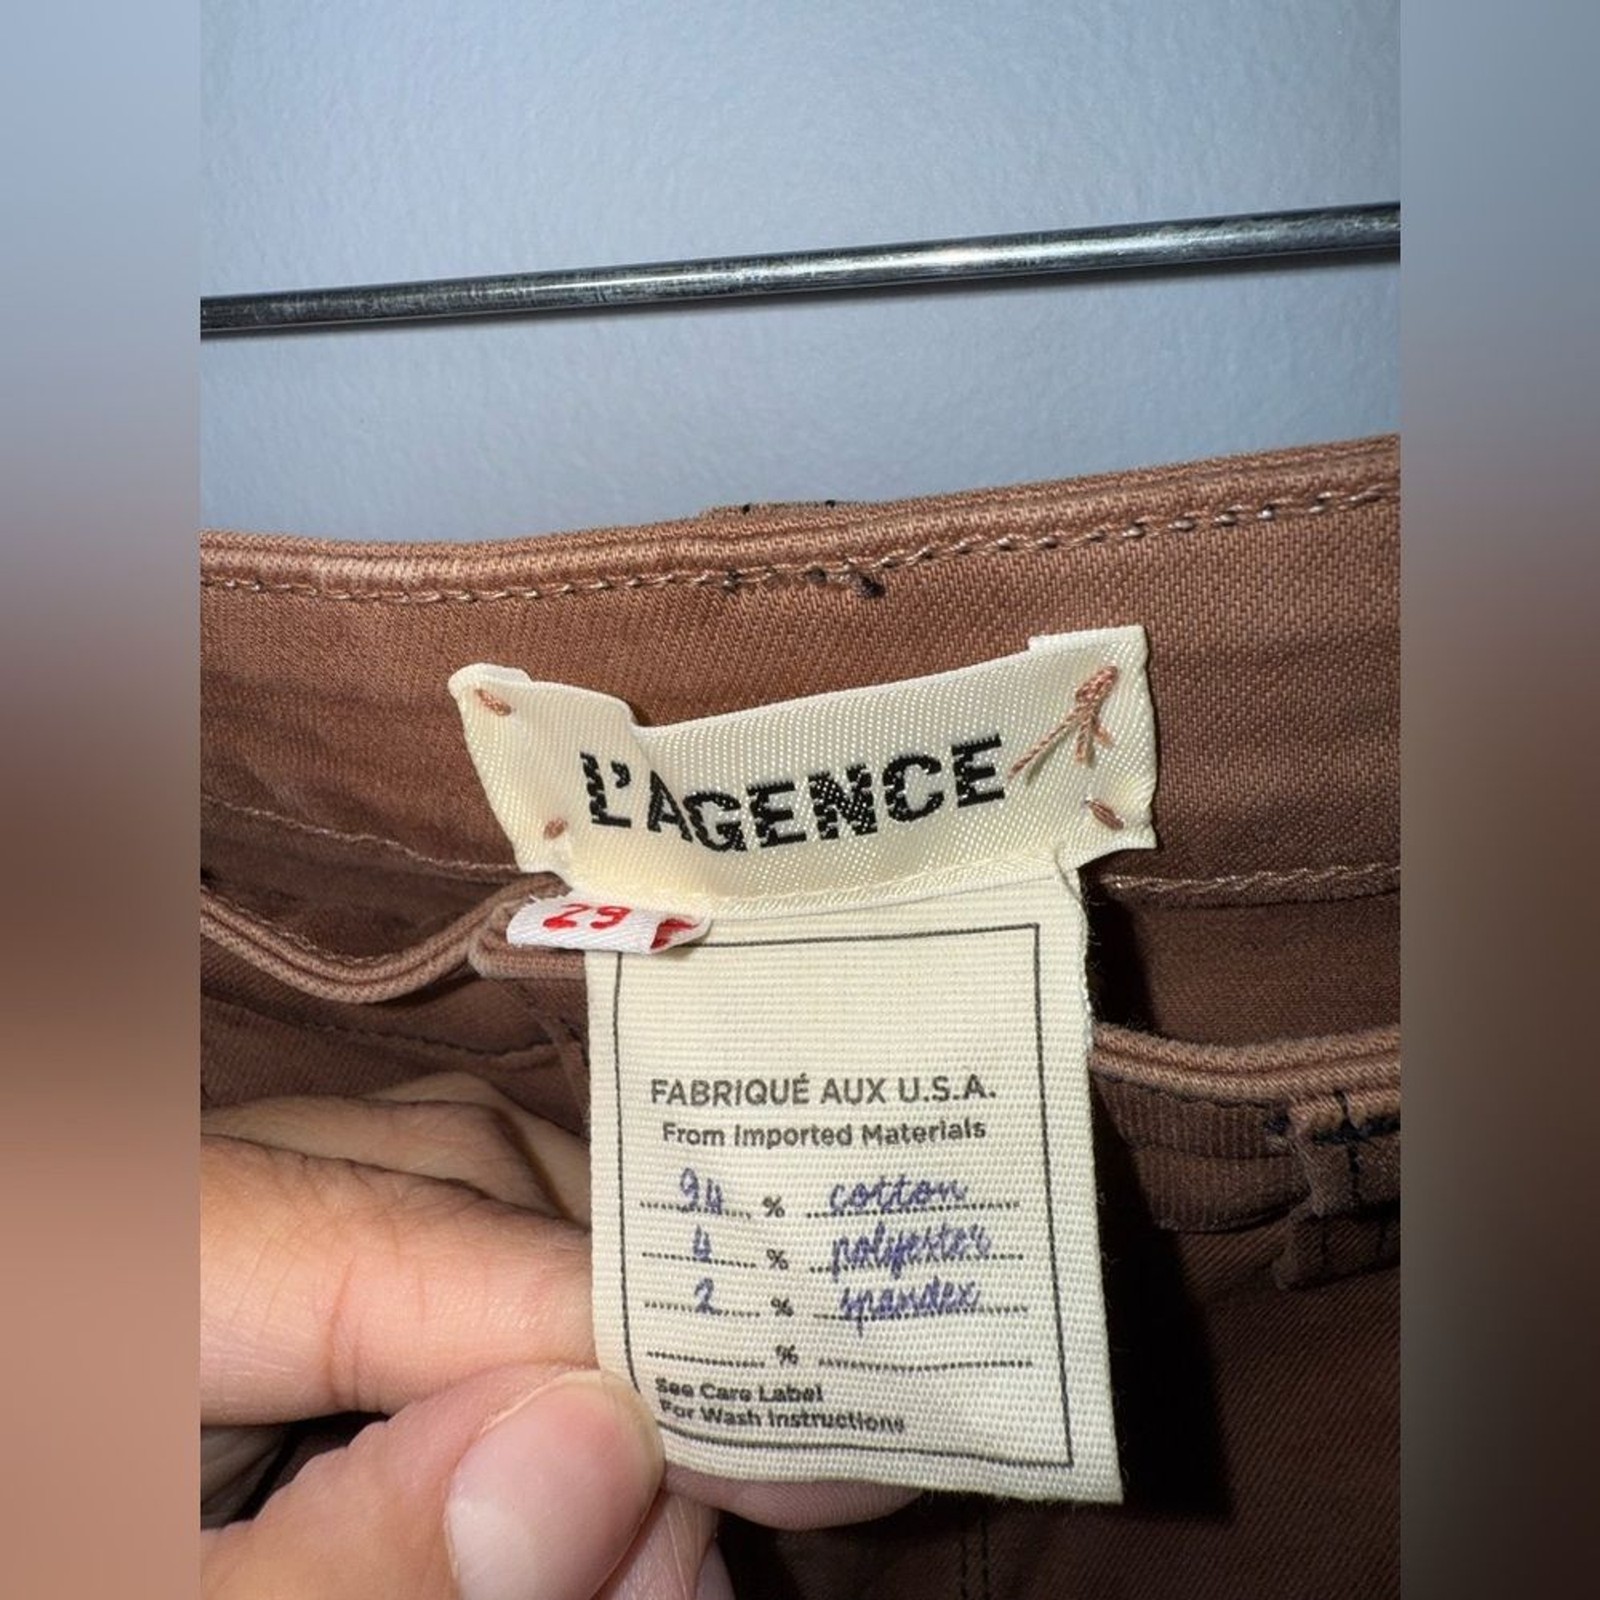 L'AGENCE
29
FABRIQUÉ AUX U.S.A.
From Imported Materials
94 % cotton
4 % polyester
2 % spandex
%
See Care Label
For Wash Instructions